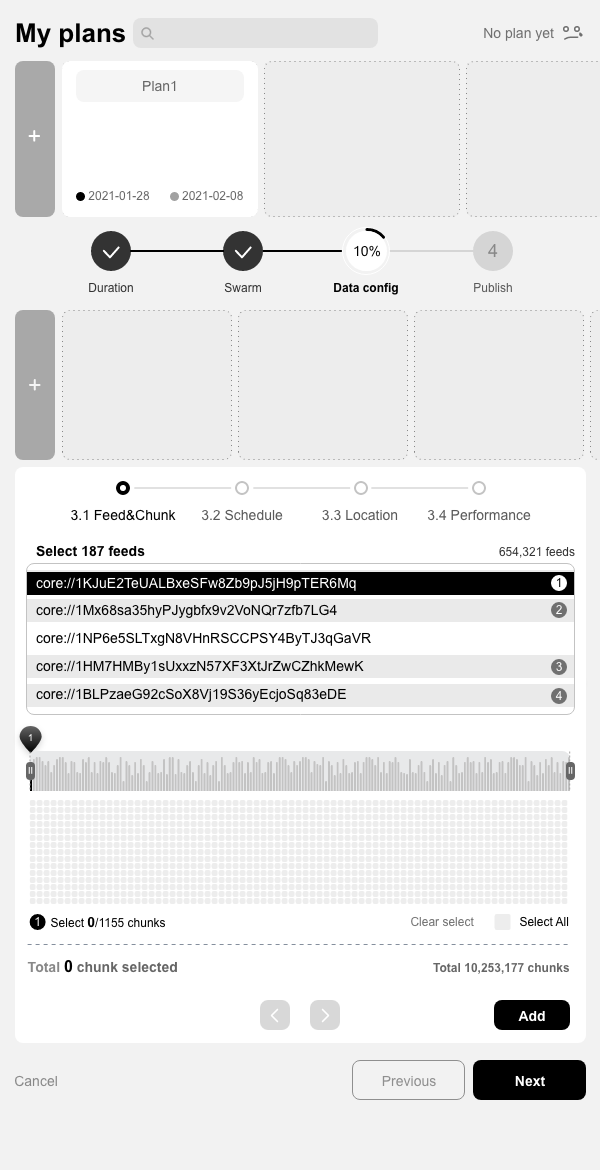 My plans
No plan yet
+
Plan1
2021-01-28
2021-02-08
10%
4
Duration
Swarm
Data config
Publish
+
3.1 Feed&Chunk
3.2 Schedule
3.3 Location
3.4 Performance
Select 187 feeds
654,321 feeds
core://1KJuE2TeUALBxeSFw8Zb9pJ5jH9pTER6Mq
1
core://1Mx68sa35hyPJygbfx9v2VoNQr7zfb7LG4
2
core://1NP6e5SLTxgN8VHnRSCCPSY4ByTJ3qGaVR
core://1HM7HMBy1sUxxzN57XF3XtJrZwCZhkMewK
3
core://1BLPzaeG92cSoX8Vj19S36yEcjoSq83eDE
4
1
1
Select 0/1155 chunks
Clear select
Select All
Total 0 chunk selected
Total 10,253,177 chunks
Add
Cancel
Previous
Next